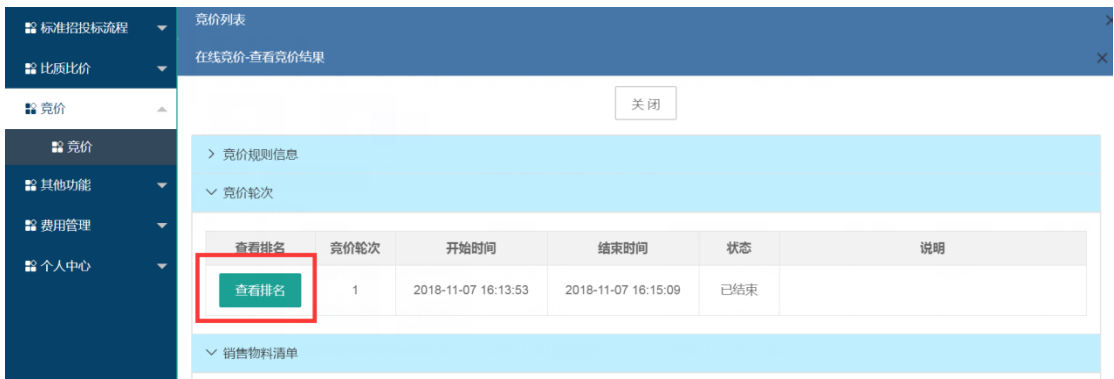 标准招投标流程
比质比价
竞价
竞价
其他功能
费用管理
个人中心
竞价列表
在线竞价-查看竞价结果
关闭
竞价规则信息
竞价轮次
查看排名 竞价轮次 开始时间 结束时间 状态 说明
查看排名 1 2018-11-07 16:13:53 2018-11-07 16:15:09 已结束
销售物料清单